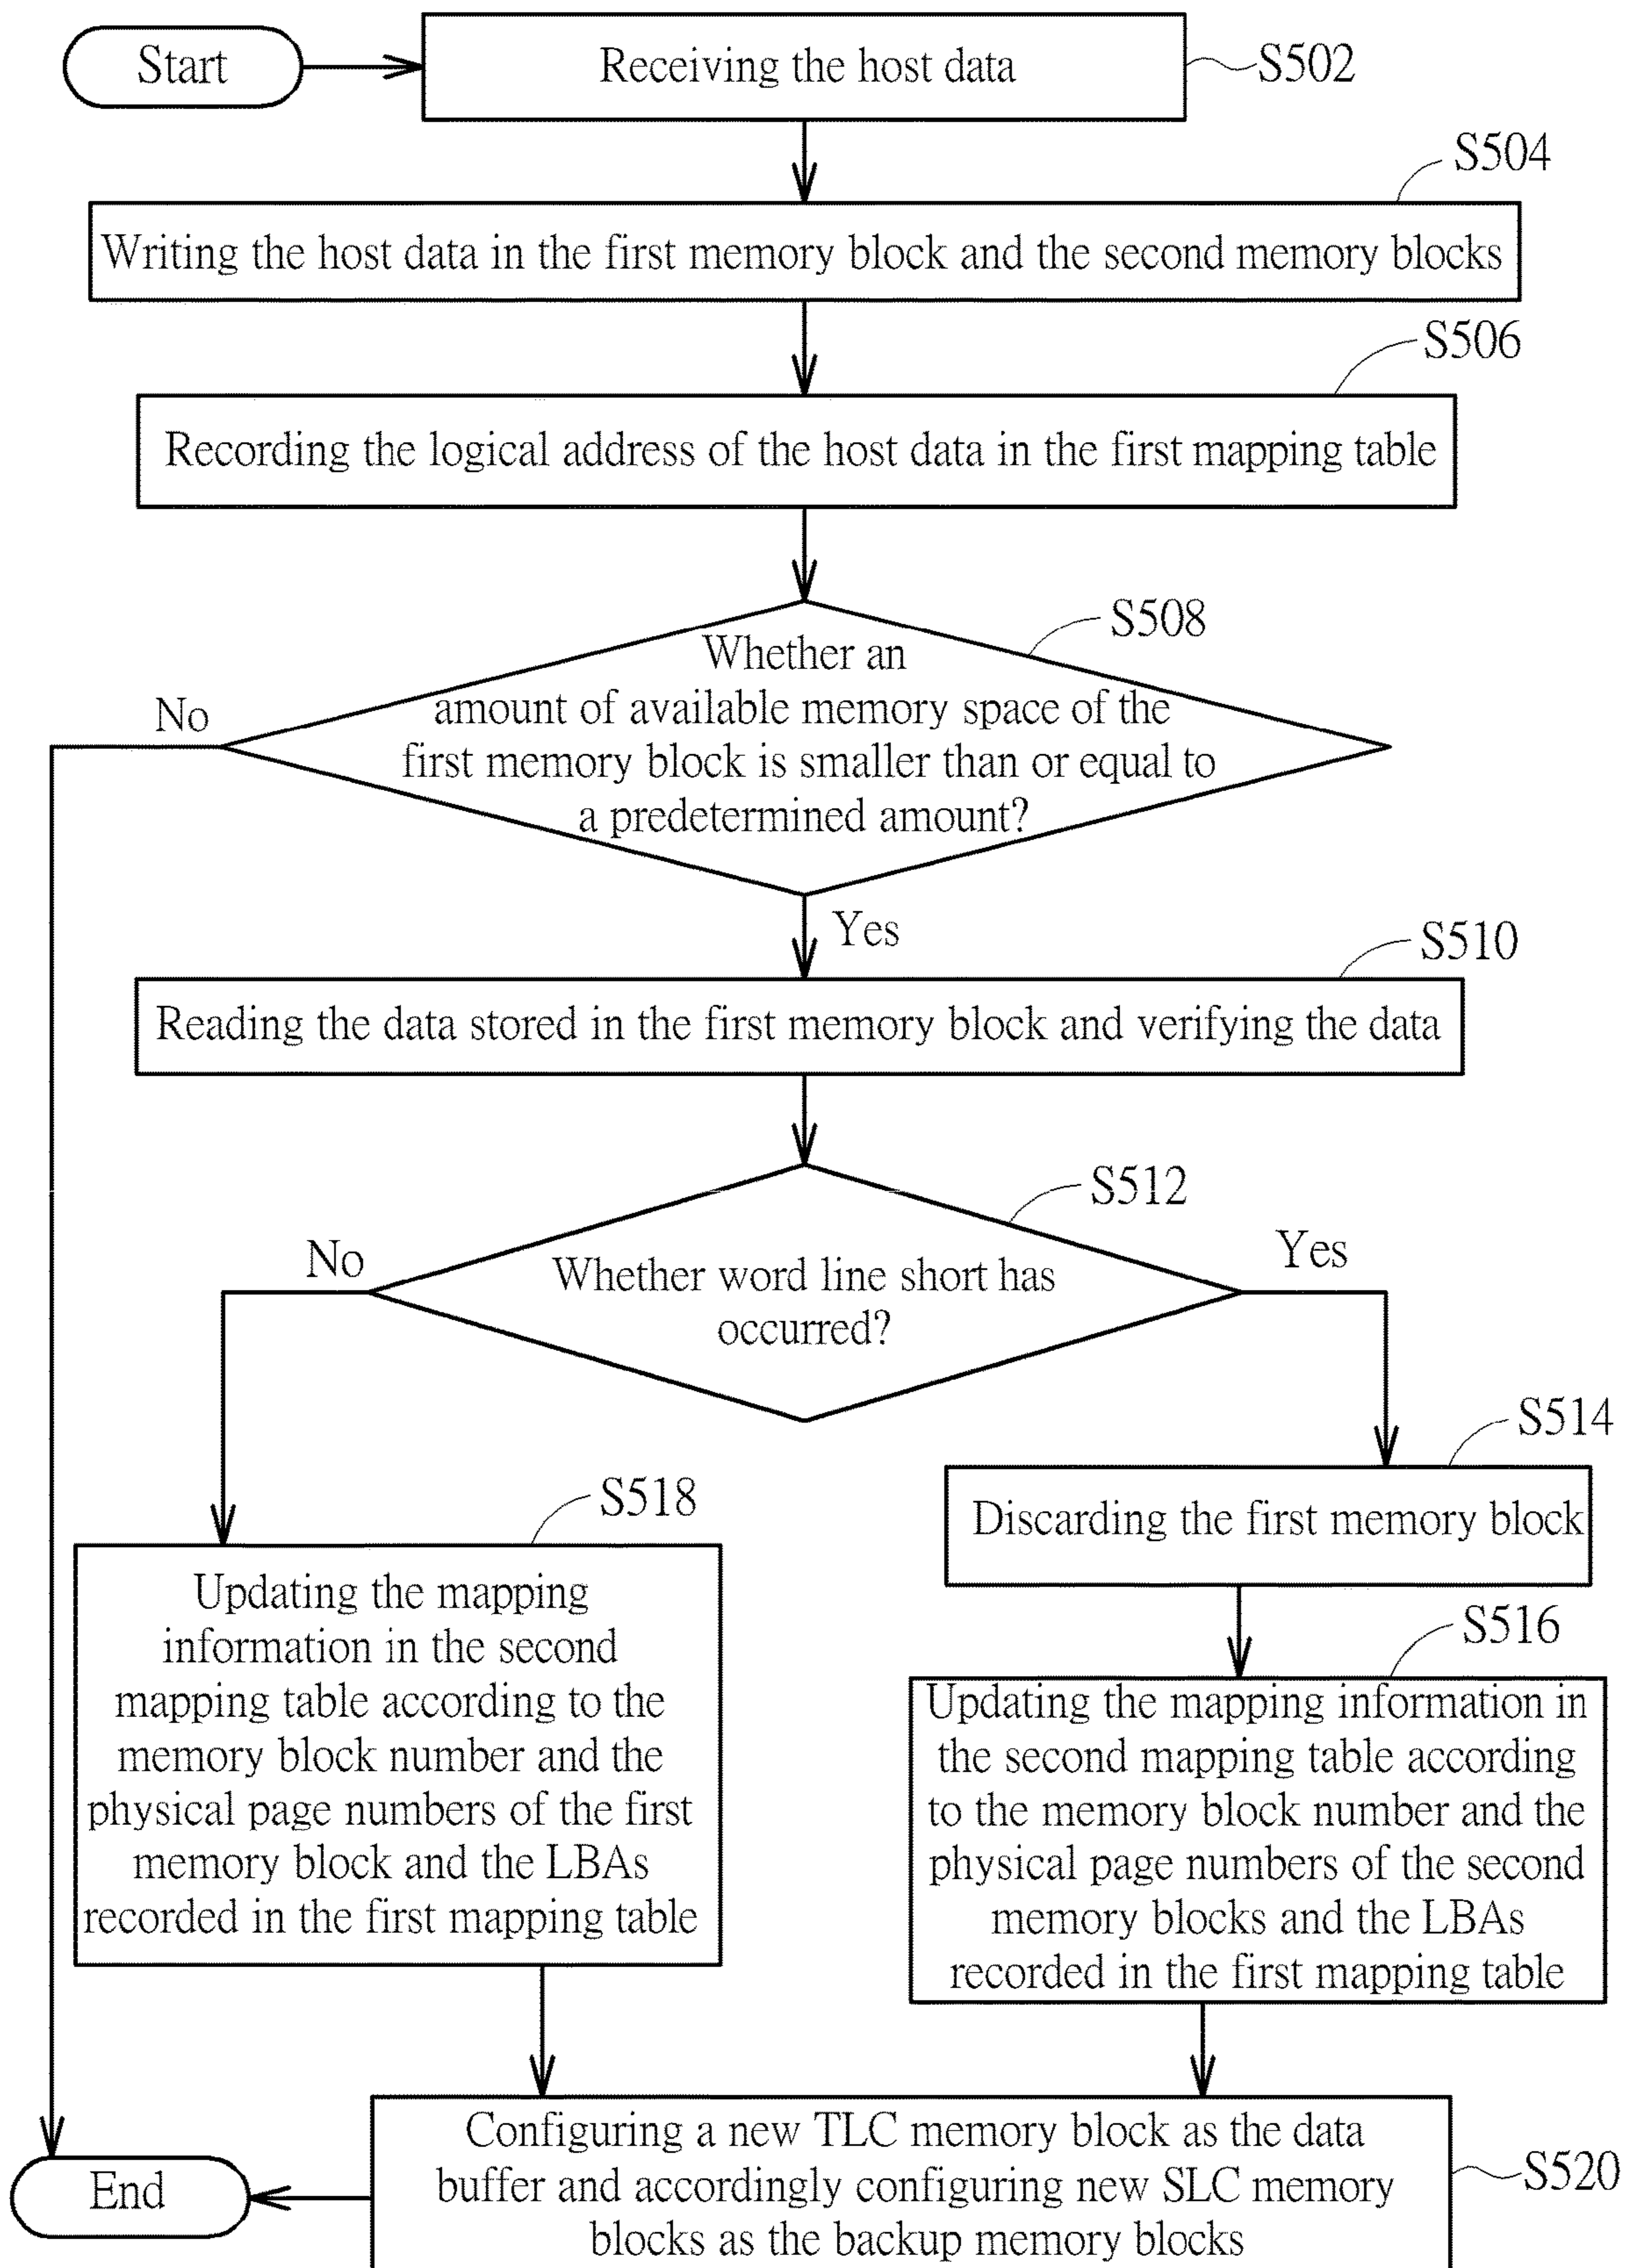 Start
Receiving the host data
S502
S504
Writing the host data in the first memory block and the second memory blocks
S506
Recording the logical address of the host data in the first mapping table
S508
Whether an
amount of available memory space of the
first memory block is smaller than or equal to
a predetermined amount?
No
Yes
S510
Reading the data stored in the first memory block and verifying the data
S512
No
Yes
Whether word line short has
occurred?
S514
Discarding the first memory block
S518
Updating the mapping
information in the second
mapping table according to the
memory block number and the
physical page numbers of the first
memory block and the LBAs
recorded in the first mapping table
S516
Updating the mapping information in
the second mapping table according
to the memory block number and the
physical page numbers of the second
memory blocks and the LBAs
recorded in the first mapping table
Configuring a new TLC memory block as the data
buffer and accordingly configuring new SLC memory
blocks as the backup memory blocks
S520
End